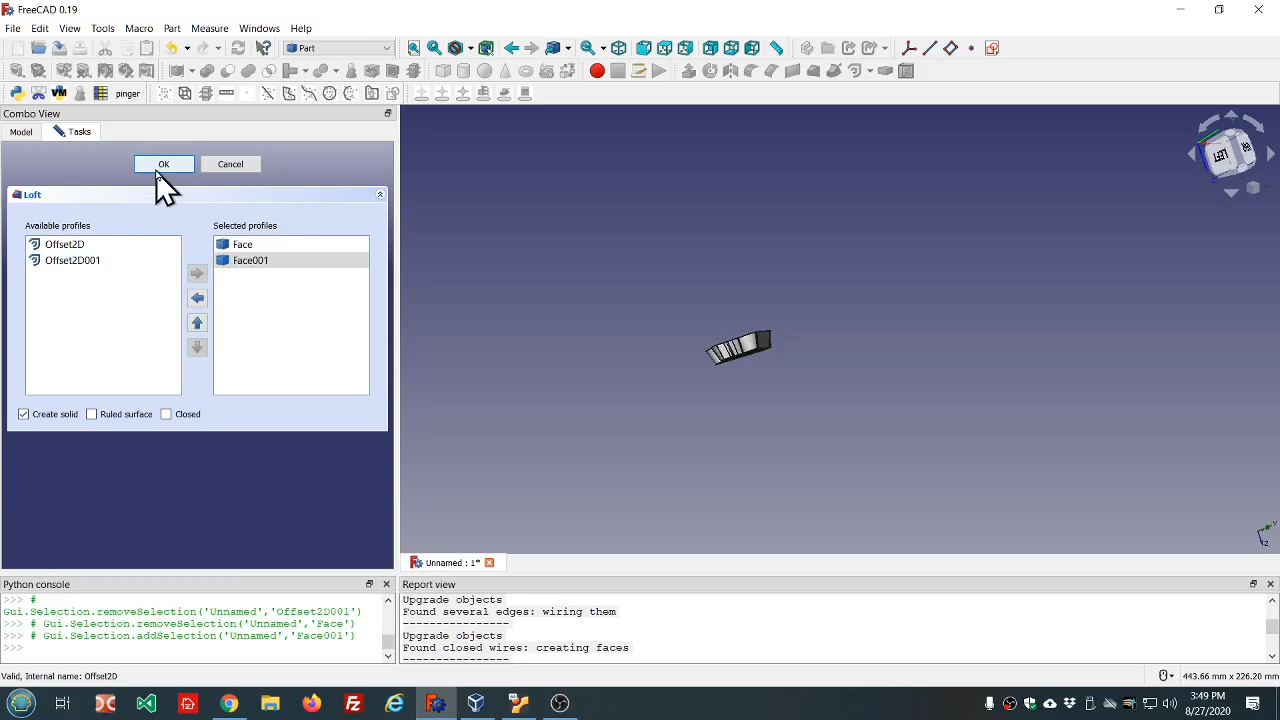 FreeCAD 0.19
File Edit View Tools Macro Part Measure Windows Help
Part
pinger
Combo View
Model Tasks
OK Cancel
Loft
Available profiles Selected profiles
Offset2D Face
Offset2D001 Face001
Create solid Ruled surface Closed
LEFT
Unnamed : 1*
Python console
>>> #
Gui.Selection.removeSelection('Unnamed','Offset2D001')
>>> # Gui.Selection.removeSelection('Unnamed','Face')
>>> # Gui.Selection.addSelection('Unnamed','Face001')
>>>
Report view
Upgrade objects
Found several edges: wiring them
----------------
Upgrade objects
Found closed wires: creating faces
----------------
Valid, Internal name: Offset2D
443.66 mm x 226.20 mm
3:49 PM
8/27/2020